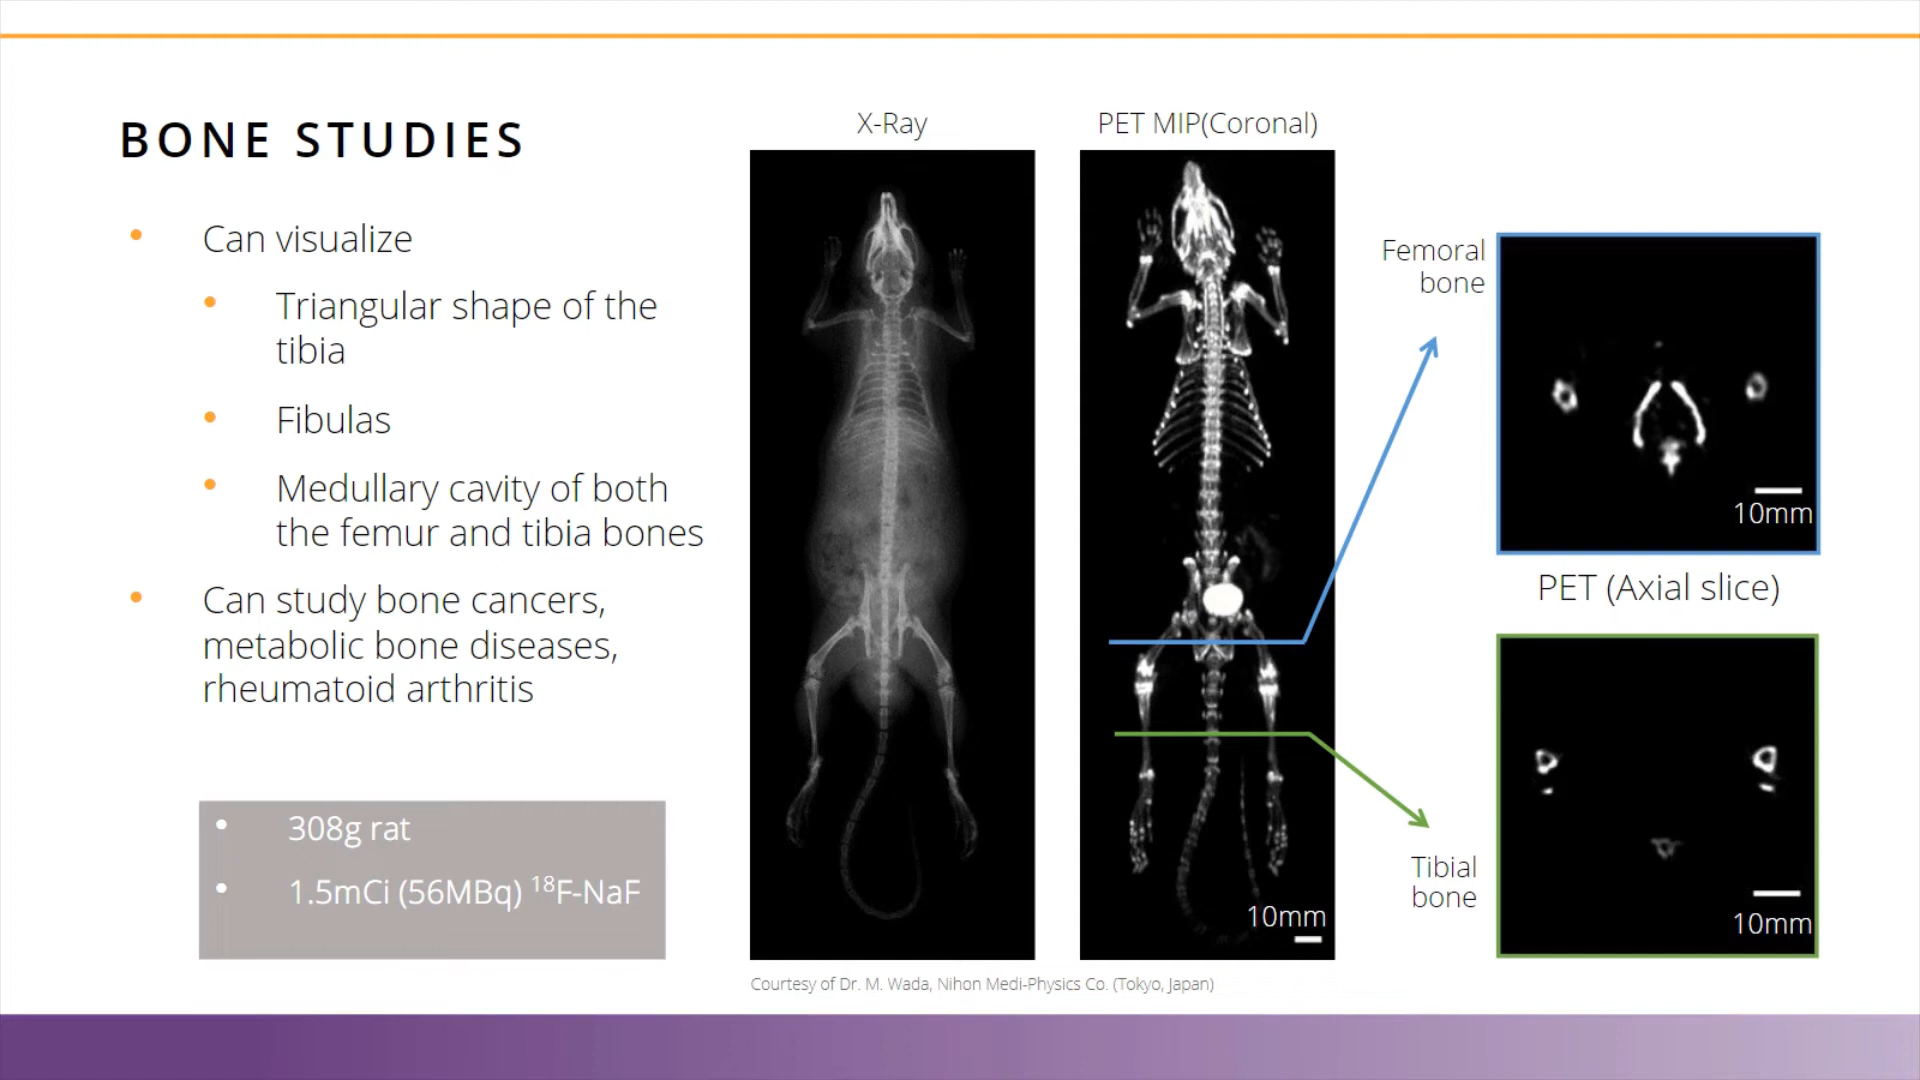 BONE STUDIES
• Can visualize
• Triangular shape of the
tibia
• Fibulas
• Medullary cavity of both
the femur and tibia bones
• Can study bone cancers,
metabolic bone diseases,
rheumatoid arthritis
• 308g rat
• 1.5mCi (56MBq) ¹⁸F-NaF
X-Ray
PET MIP(Coronal)
10mm
Courtesy of Dr. M. Wada, Nihon Medi-Physics Co. (Tokyo, Japan)
Femoral
bone
10mm
PET (Axial slice)
Tibial
bone
10mm